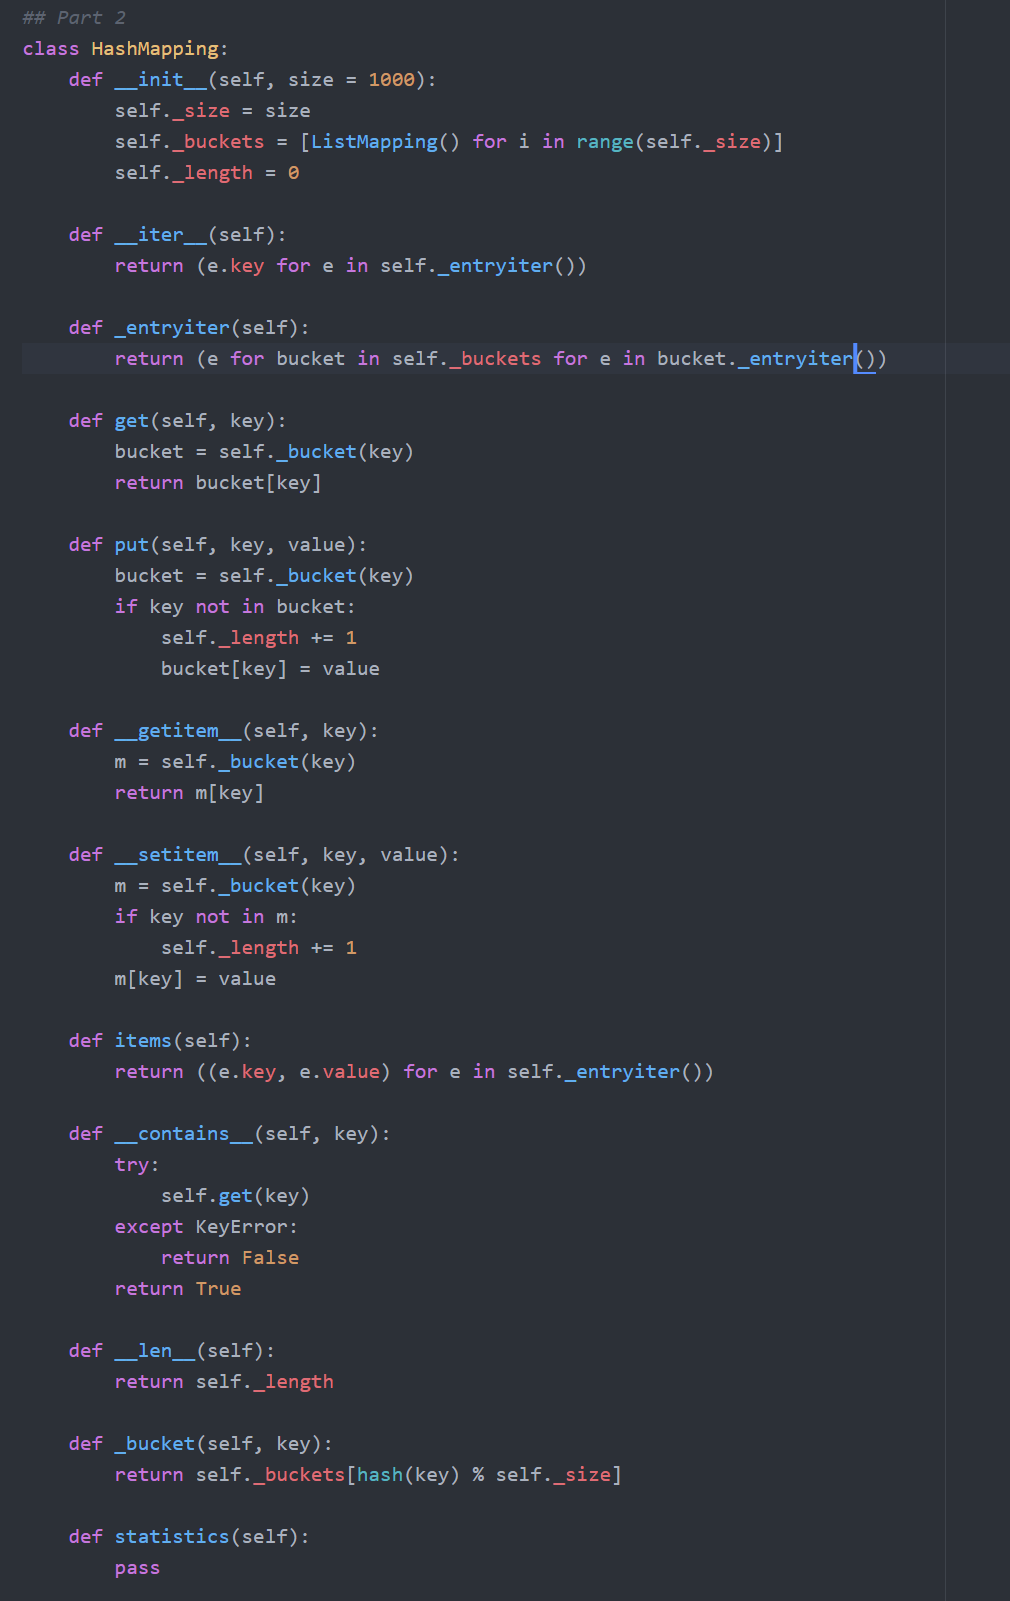 ## Part 2
class HashMapping:
    def __init__(self, size = 1000):
        self._size = size
        self._buckets = [ListMapping() for i in range(self._size)]
        self._length = 0

    def __iter__(self):
        return (e.key for e in self._entryiter())

    def _entryiter(self):
        return (e for bucket in self._buckets for e in bucket._entryiter())

    def get(self, key):
        bucket = self._bucket(key)
        return bucket[key]

    def put(self, key, value):
        bucket = self._bucket(key)
        if key not in bucket:
            self._length += 1
            bucket[key] = value

    def __getitem__(self, key):
        m = self._bucket(key)
        return m[key]

    def __setitem__(self, key, value):
        m = self._bucket(key)
        if key not in m:
            self._length += 1
        m[key] = value

    def items(self):
        return ((e.key, e.value) for e in self._entryiter())

    def __contains__(self, key):
        try:
            self.get(key)
        except KeyError:
            return False
        return True

    def __len__(self):
        return self._length

    def _bucket(self, key):
        return self._buckets[hash(key) % self._size]

    def statistics(self):
        pass